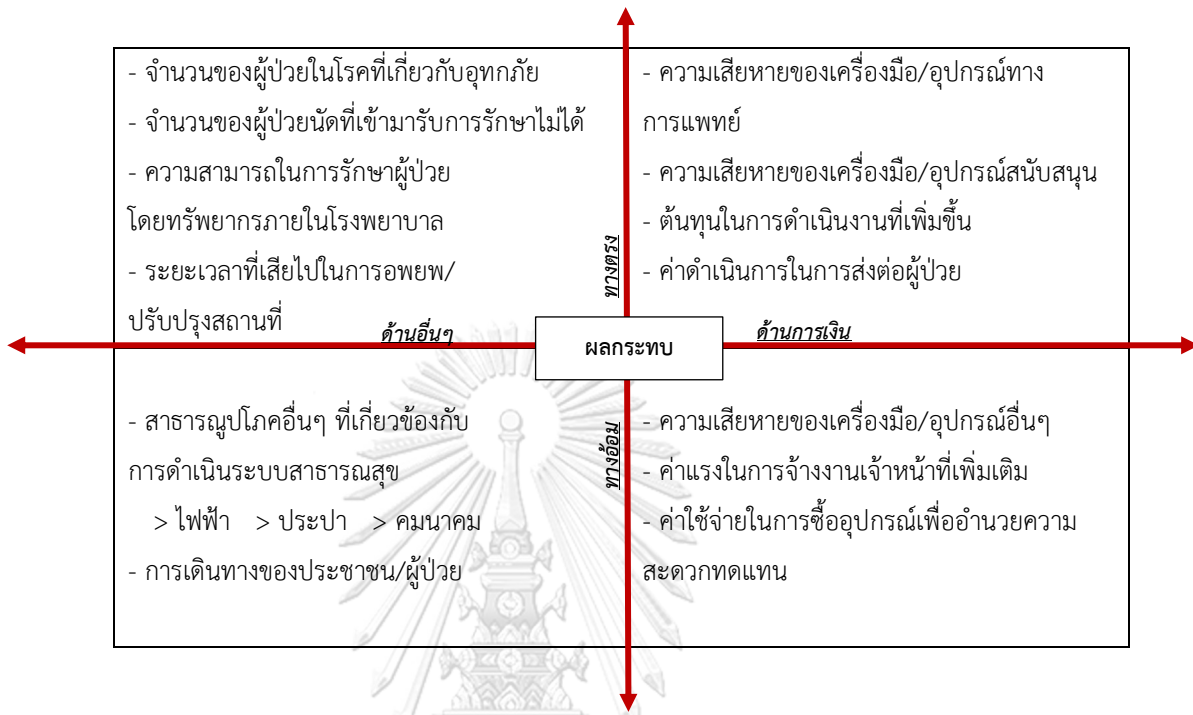 - จำนวนของผู้ป่วยในโรคที่เกี่ยวกับอุทกภัย
- จำนวนของผู้ป่วยนัดที่เข้ามารับการรักษาไม่ได้
- ความสามารถในการรักษาผู้ป่วย
โดยทรัพยากรภายในโรงพยาบาล
- ระยะเวลาที่เสียไปในการอพยพ/
ปรับปรุงสถานที่
- ความเสียหายของเครื่องมือ/อุปกรณ์ทาง
การแพทย์
- ความเสียหายของเครื่องมือ/อุปกรณ์สนับสนุน
- ต้นทุนในการดำเนินงานที่เพิ่มขึ้น
- ค่าดำเนินการในการส่งต่อผู้ป่วย
ทางตรง
ด้านอื่นๆ
ผลกระทบ
ด้านการเงิน
ทางอ้อม
- สาธารณูปโภคอื่นๆ ที่เกี่ยวข้องกับ
การดำเนินระบบสาธารณสุข
> ไฟฟ้า > ประปา > คมนาคม
- การเดินทางของประชาชน/ผู้ป่วย
- ความเสียหายของเครื่องมือ/อุปกรณ์อื่นๆ
- ค่าแรงในการจ้างงานเจ้าหน้าที่เพิ่มเติม
- ค่าใช้จ่ายในการซื้ออุปกรณ์เพื่ออำนวยความ
สะดวกทดแทน